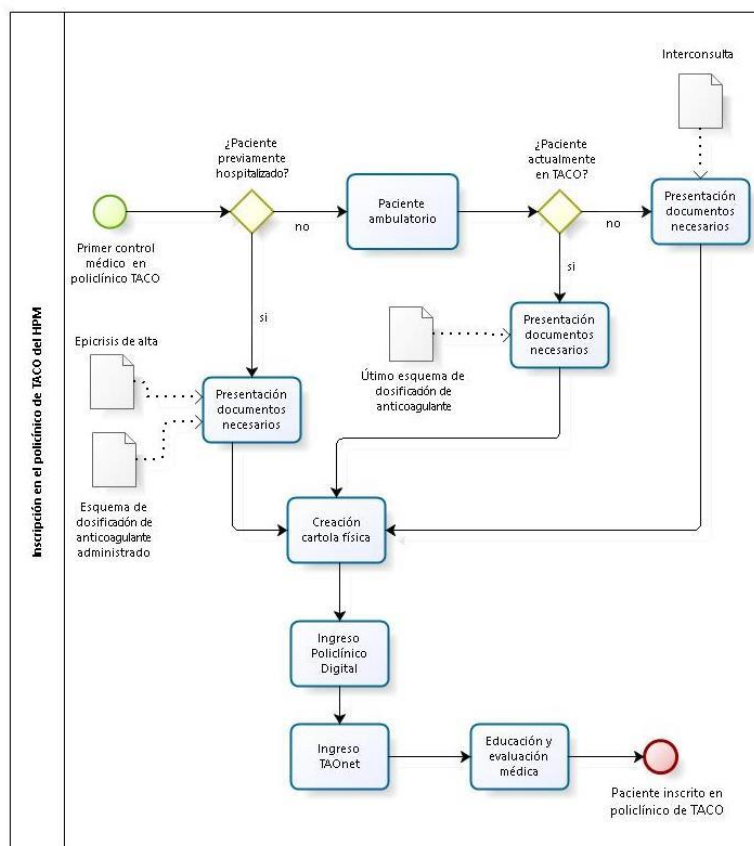 Inscripción en el policínico de TACO del HPM
Interconsulta
¿Paciente
previamente
hospitalizado?
¿Paciente
actualmente
en TACO?
Primer control
médico en
policlínico TACO
no
Paciente
ambulatorio
no
Presentación
documentos
necesarios
si
si
Epicrisis de alta
Presentación
documentos
necesarios
Útimo esquema de
dosificación de
anticoagulante
Presentación
documentos
necesarios
Esquema de
dosificación de
anticoagulante
administrado
Creación
cartola física
Ingreso
Policlínico
Digital
Ingreso
TAOnet
Educación y
evaluación
médica
Paciente inscrito en
policlínico de TACO